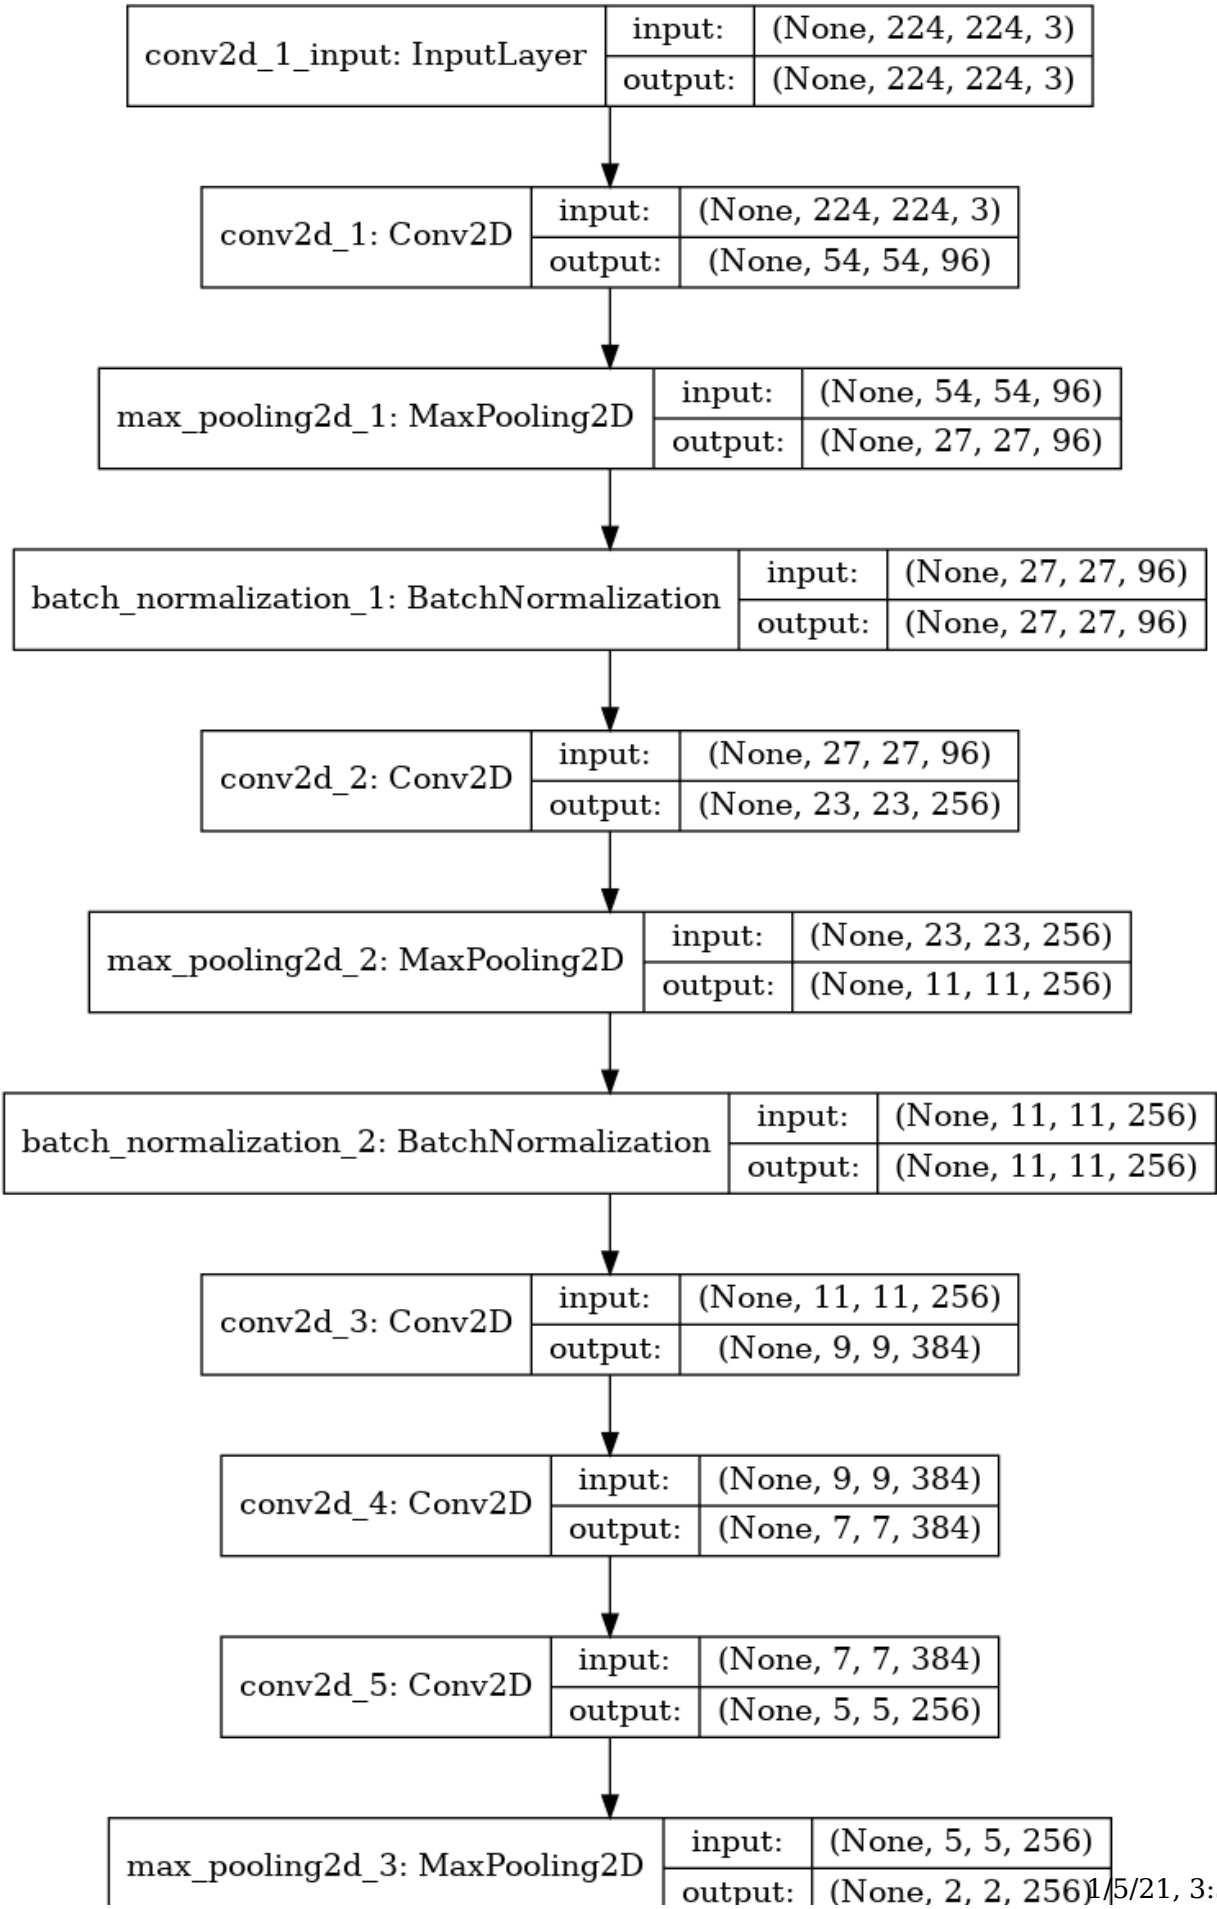 conv2d_1_input: InputLayer
input: (None, 224, 224, 3)
output: (None, 224, 224, 3)
conv2d_1: Conv2D
input: (None, 224, 224, 3)
output: (None, 54, 54, 96)
max_pooling2d_1: MaxPooling2D
input: (None, 54, 54, 96)
output: (None, 27, 27, 96)
batch_normalization_1: BatchNormalization
input: (None, 27, 27, 96)
output: (None, 27, 27, 96)
conv2d_2: Conv2D
input: (None, 27, 27, 96)
output: (None, 23, 23, 256)
max_pooling2d_2: MaxPooling2D
input: (None, 23, 23, 256)
output: (None, 11, 11, 256)
batch_normalization_2: BatchNormalization
input: (None, 11, 11, 256)
output: (None, 11, 11, 256)
conv2d_3: Conv2D
input: (None, 11, 11, 256)
output: (None, 9, 9, 384)
conv2d_4: Conv2D
input: (None, 9, 9, 384)
output: (None, 7, 7, 384)
conv2d_5: Conv2D
input: (None, 7, 7, 384)
output: (None, 5, 5, 256)
max_pooling2d_3: MaxPooling2D
input: (None, 5, 5, 256)
output: (None, 2, 2, 256)
1/5/21, 3: